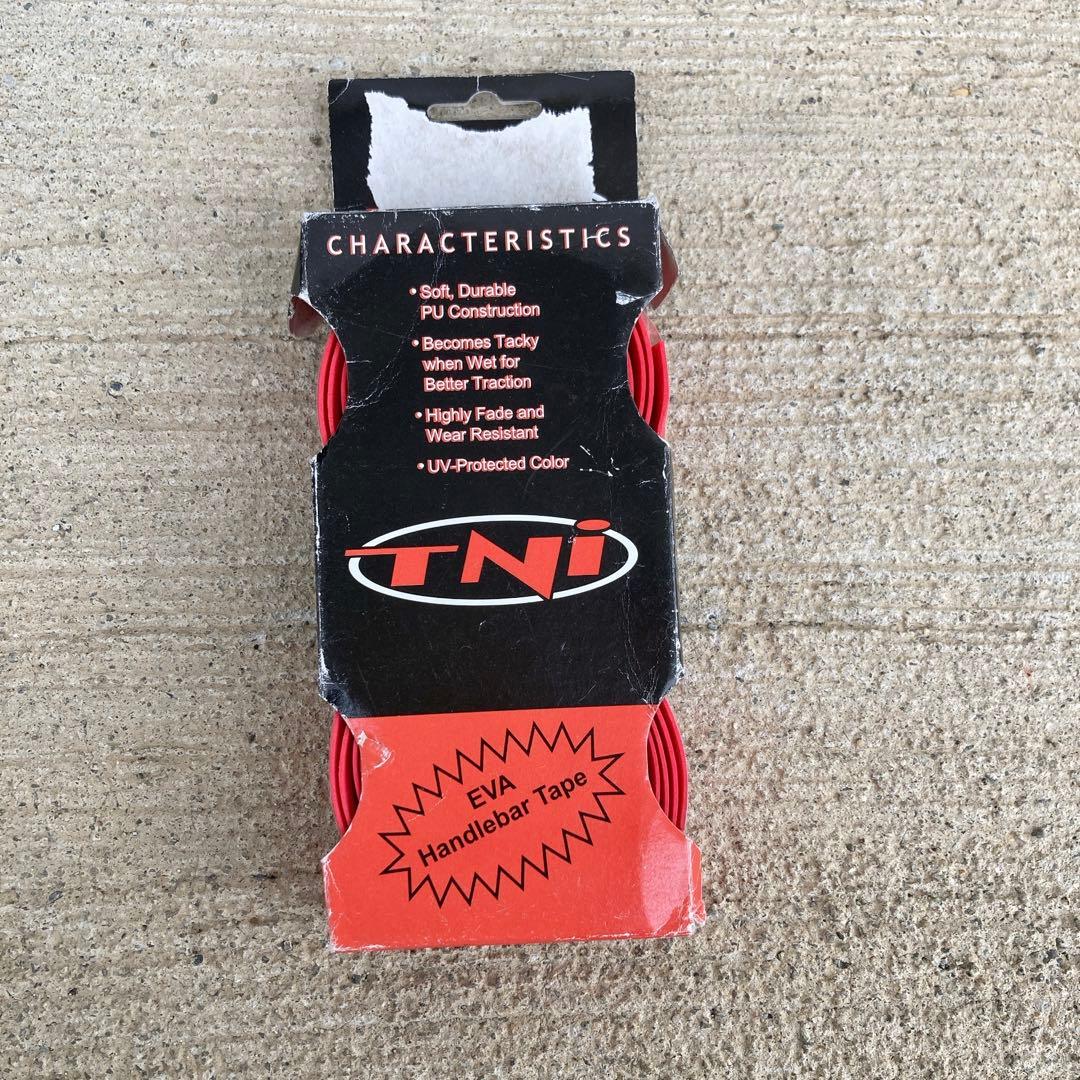 CHARACTERISTICS
• Soft, Durable
PU Construction
• Becomes Tacky
when Wet for
Better Traction
• Highly Fade and
Wear Resistant
• UV-Protected Color
TNi
EVA
Handlebar Tape